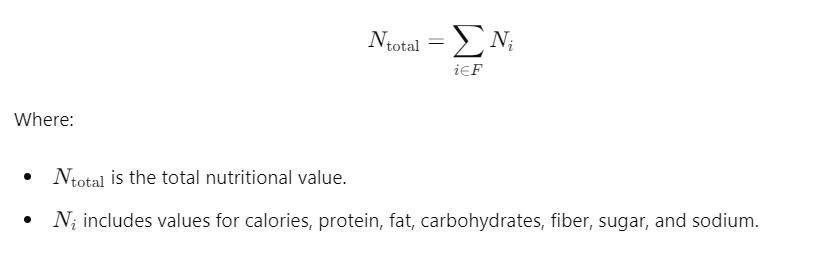 N_total = ∑_{i∈F} N_i
Where:
• N_total is the total nutritional value.
• N_i includes values for calories, protein, fat, carbohydrates, fiber, sugar, and sodium.